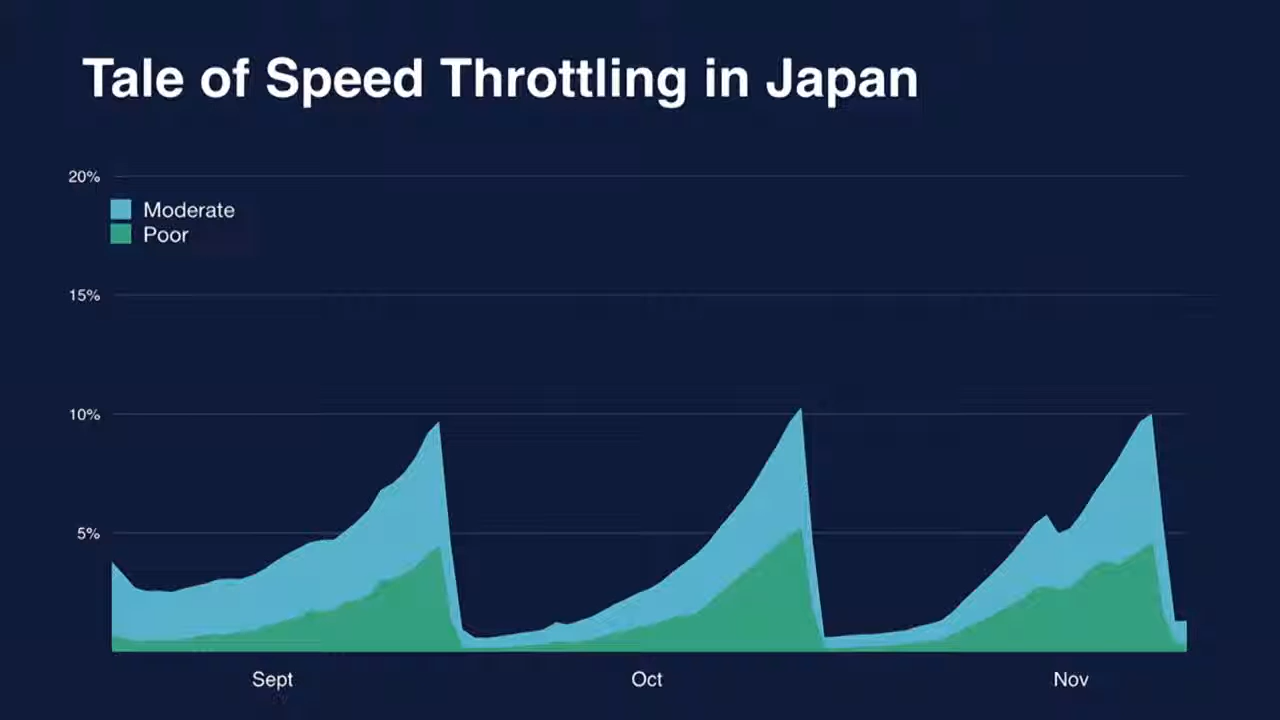 Tale of Speed Throttling in Japan
20%
Moderate
Poor
15%
10%
5%
Sept
Oct
Nov